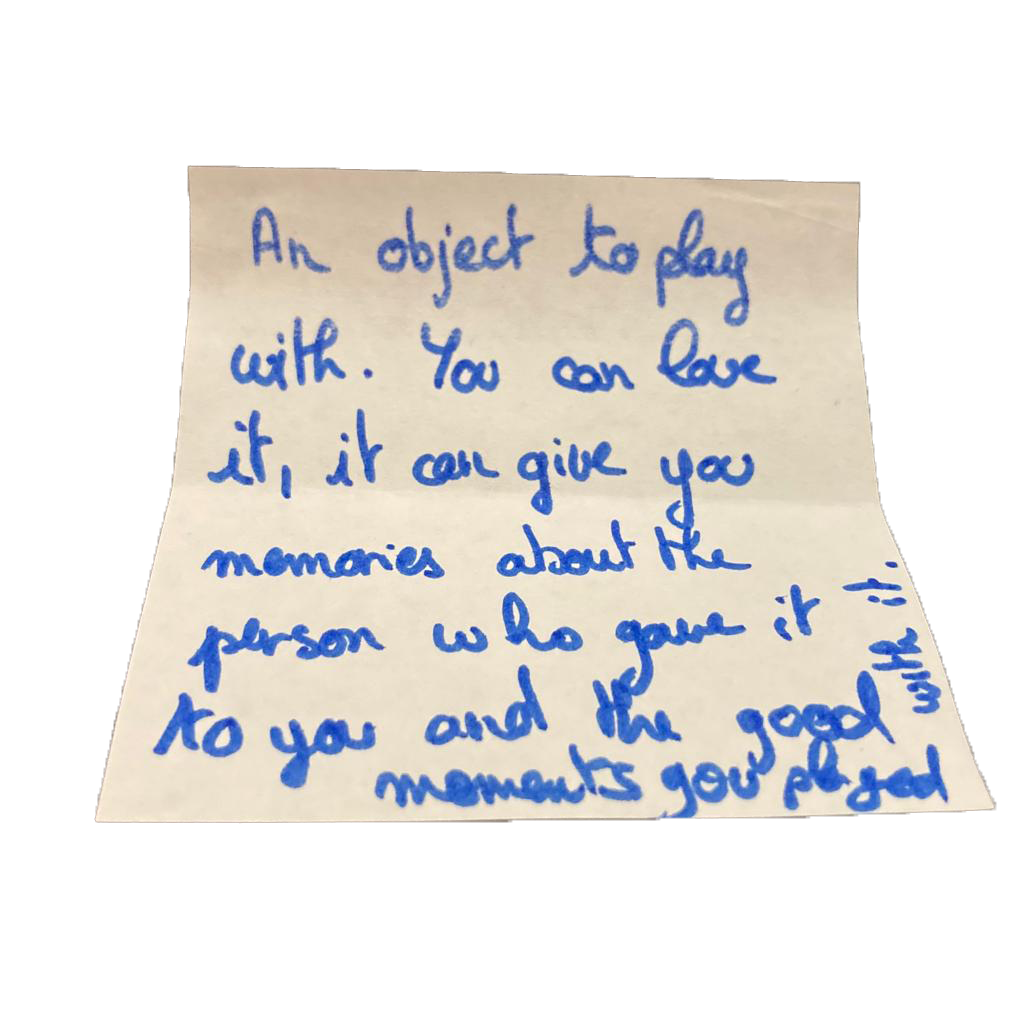 An object to play
with. You can love
it, it can give you
memories about the
person who gave it
to you and the good
moments you played
with it.